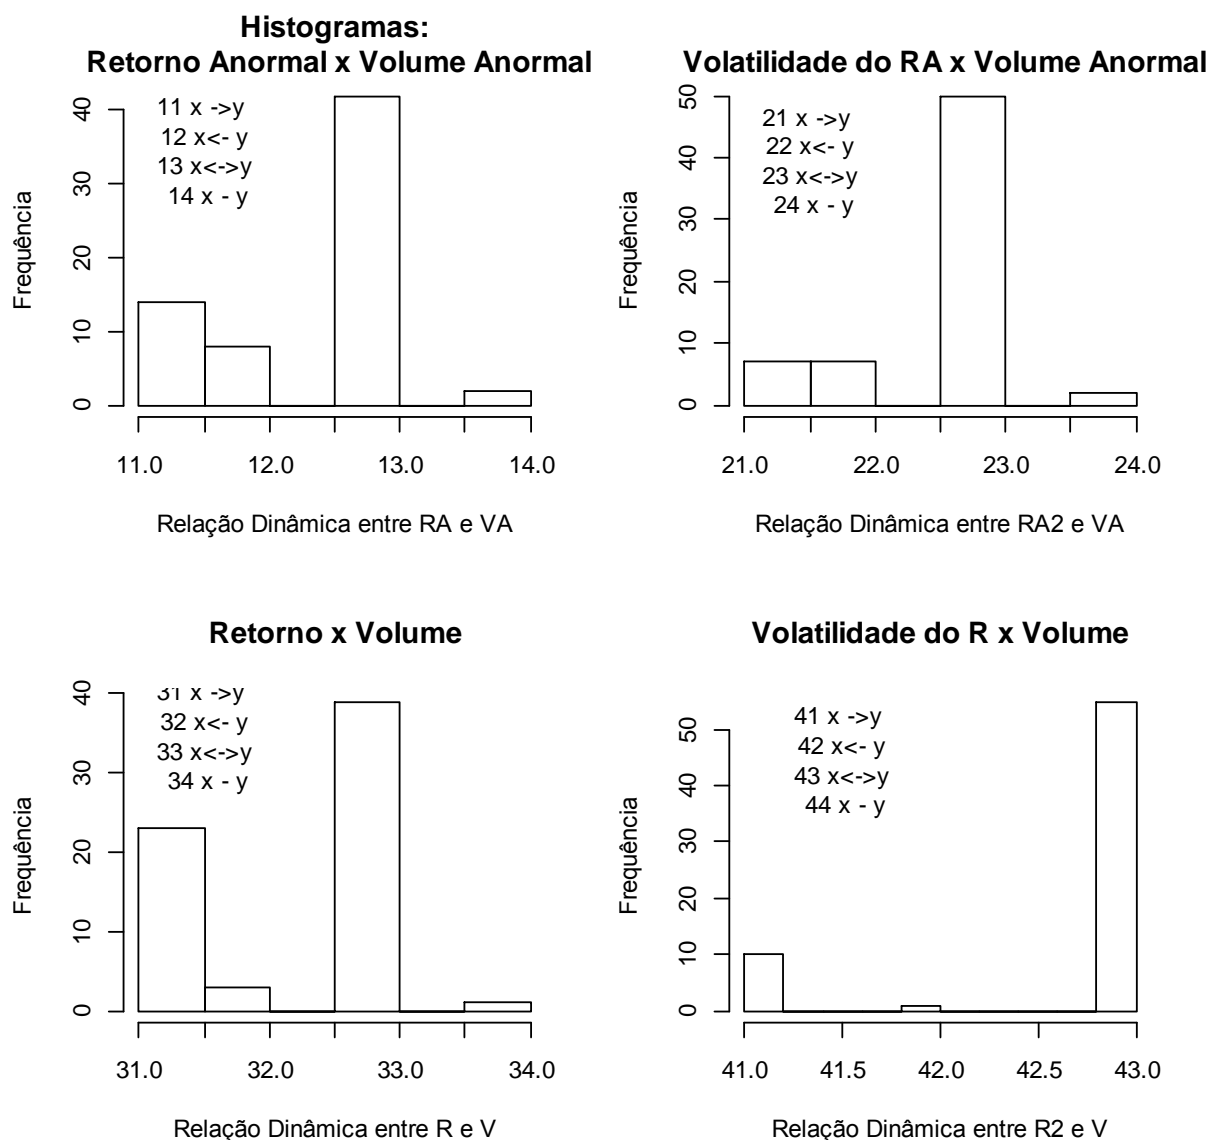 Histogramas:
Retorno Anormal x Volume Anormal
11 x ->y
12 x<- y
13 x<->y
14 x - y
Frequência
0
10
20
30
40
11.0
12.0
13.0
14.0
Relação Dinâmica entre RA e VA
Volatilidade do RA x Volume Anormal
21 x ->y
22 x<- y
23 x<->y
24 x - y
Frequência
0
10
20
30
40
50
21.0
22.0
23.0
24.0
Relação Dinâmica entre RA2 e VA
Retorno x Volume
31 x ->y
32 x<- y
33 x<->y
34 x - y
Frequência
0
10
20
30
40
31.0
32.0
33.0
34.0
Relação Dinâmica entre R e V
Volatilidade do R x Volume
41 x ->y
42 x<- y
43 x<->y
44 x - y
Frequência
0
10
20
30
40
50
41.0
41.5
42.0
42.5
43.0
Relação Dinâmica entre R2 e V